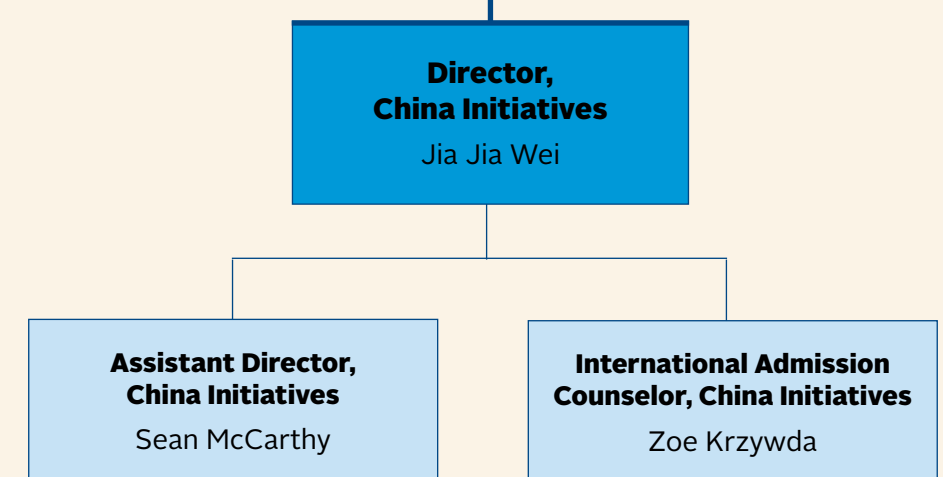 Director,
China Initiatives
Jia Jia Wei
Assistant Director,
China Initiatives
Sean McCarthy
International Admission
Counselor, China Initiatives
Zoe Krzywda